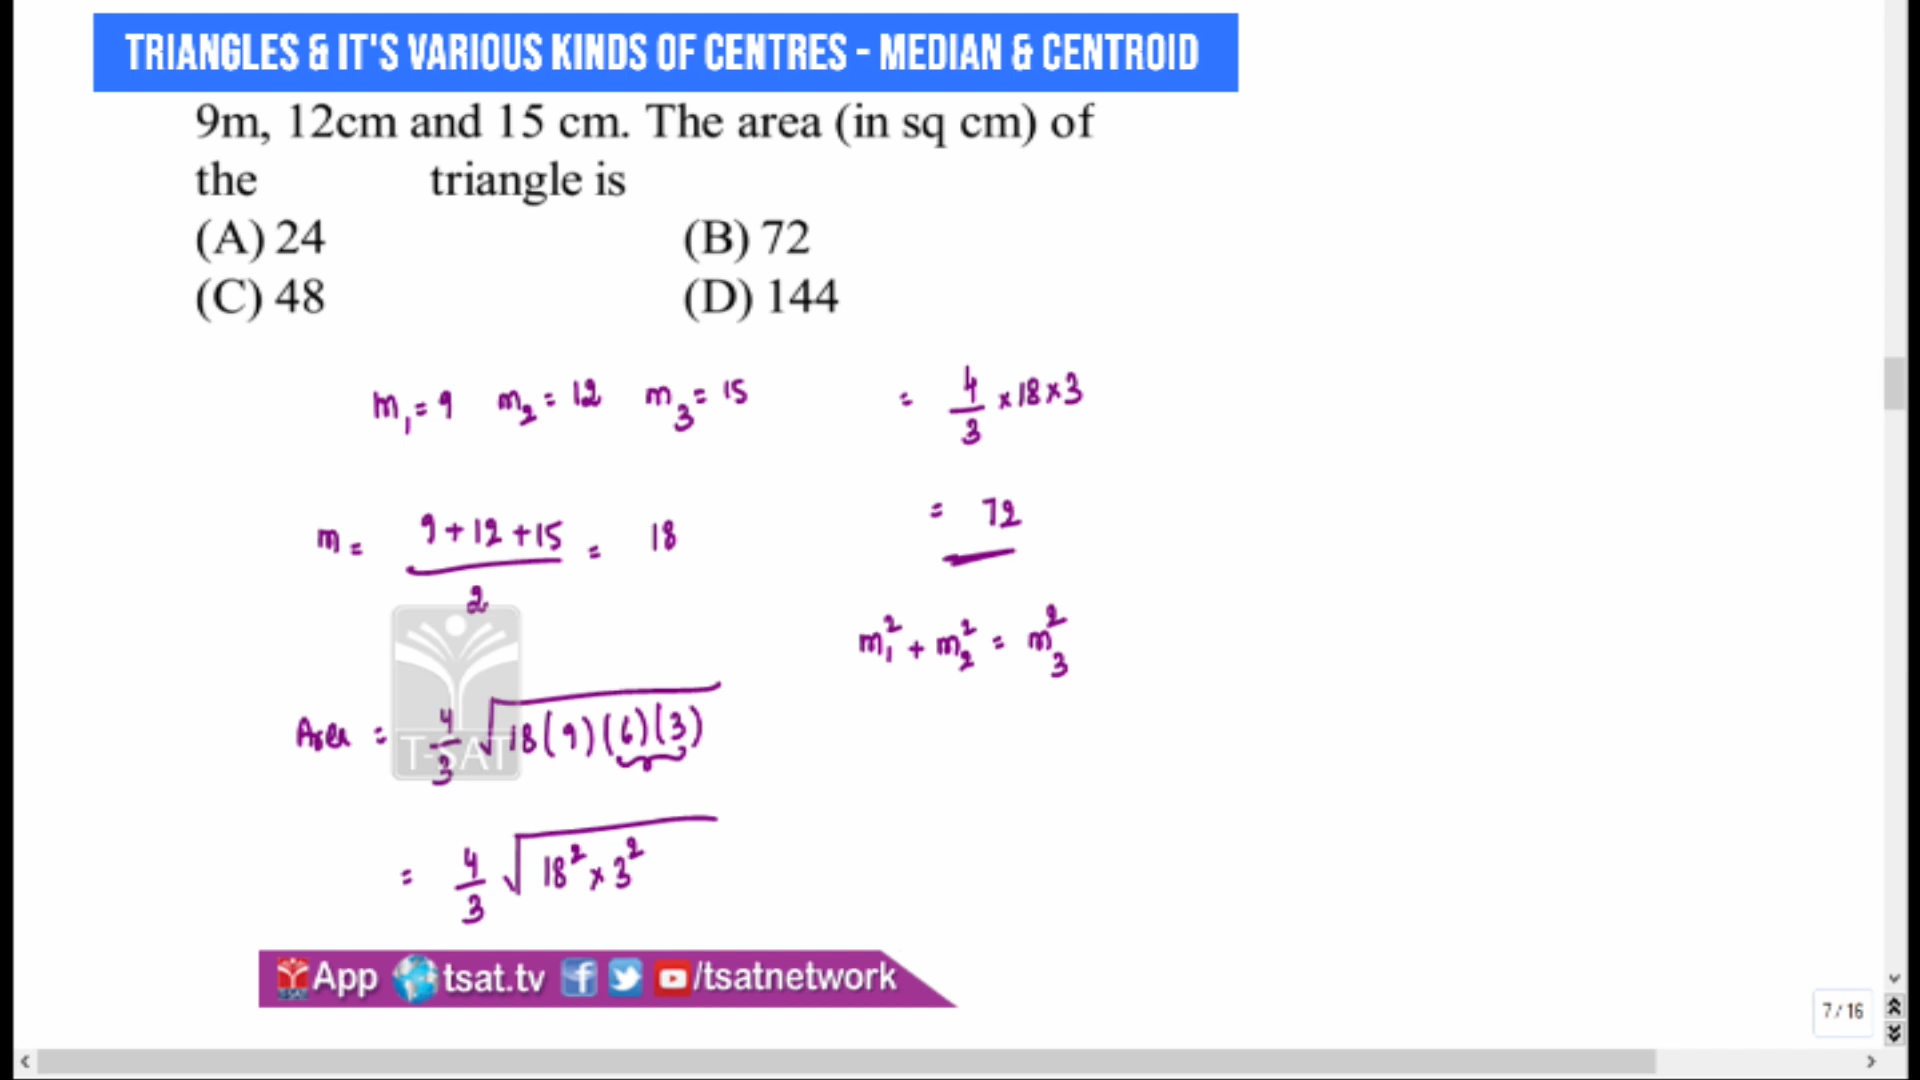 TRIANGLES & IT'S VARIOUS KINDS OF CENTRES - MEDIAN & CENTROID
9m, 12cm and 15 cm. The area (in sq cm) of
the triangle is
(A) 24 (B) 72
(C) 48 (D) 144
m₁ = 9 m₂ = 12 m₃ = 15
m = (9 + 12 + 15)/2 = 18
Area = 4/3 √18(9)(6)(3)
= 4/3 √18² × 3²
= 4/3 × 18 × 3
= 72
m₁² + m₂² = m₃²
T-SAT
App tsat.tv /tsatnetwork
7 / 16